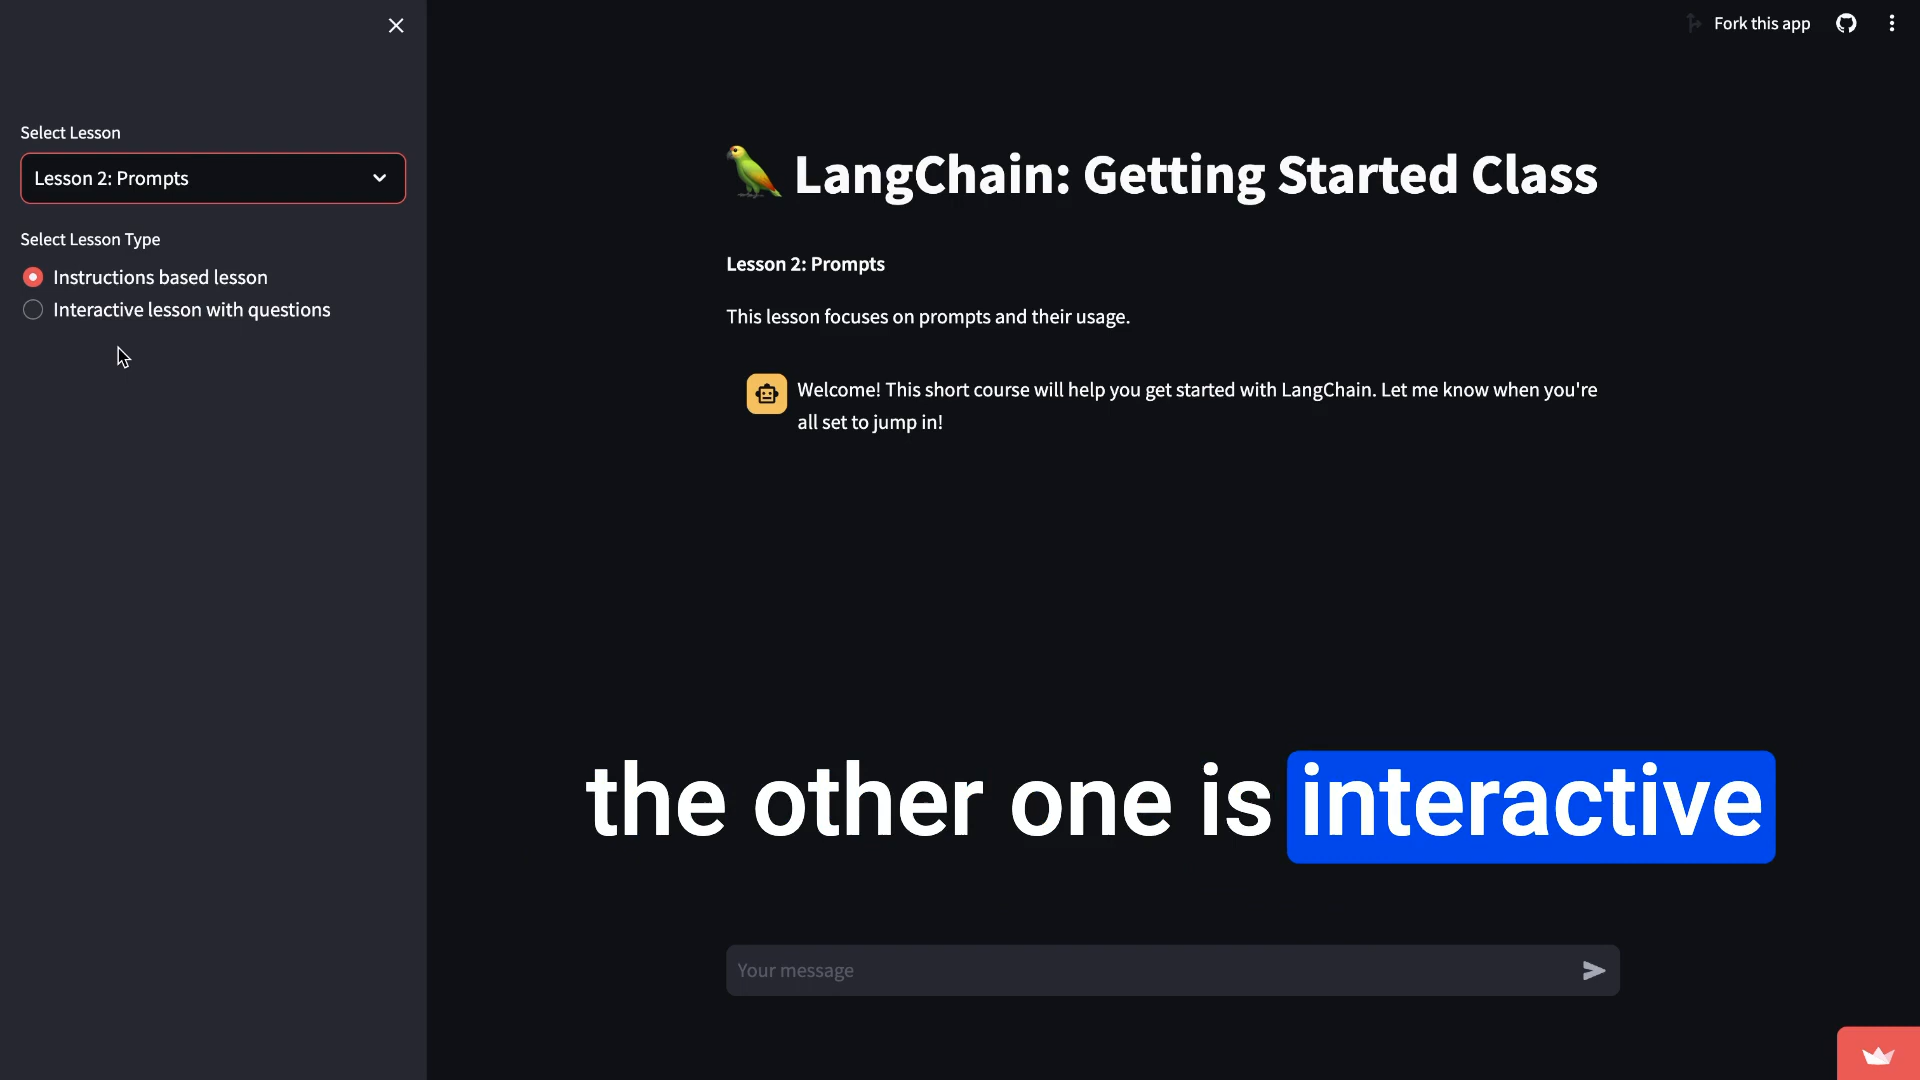 Fork this app
Select Lesson
Lesson 2: Prompts
Select Lesson Type
Instructions based lesson
Interactive lesson with questions
LangChain: Getting Started Class
Lesson 2: Prompts
This lesson focuses on prompts and their usage.
Welcome! This short course will help you get started with LangChain. Let me know when you're
all set to jump in!
the other one is interactive
Your message